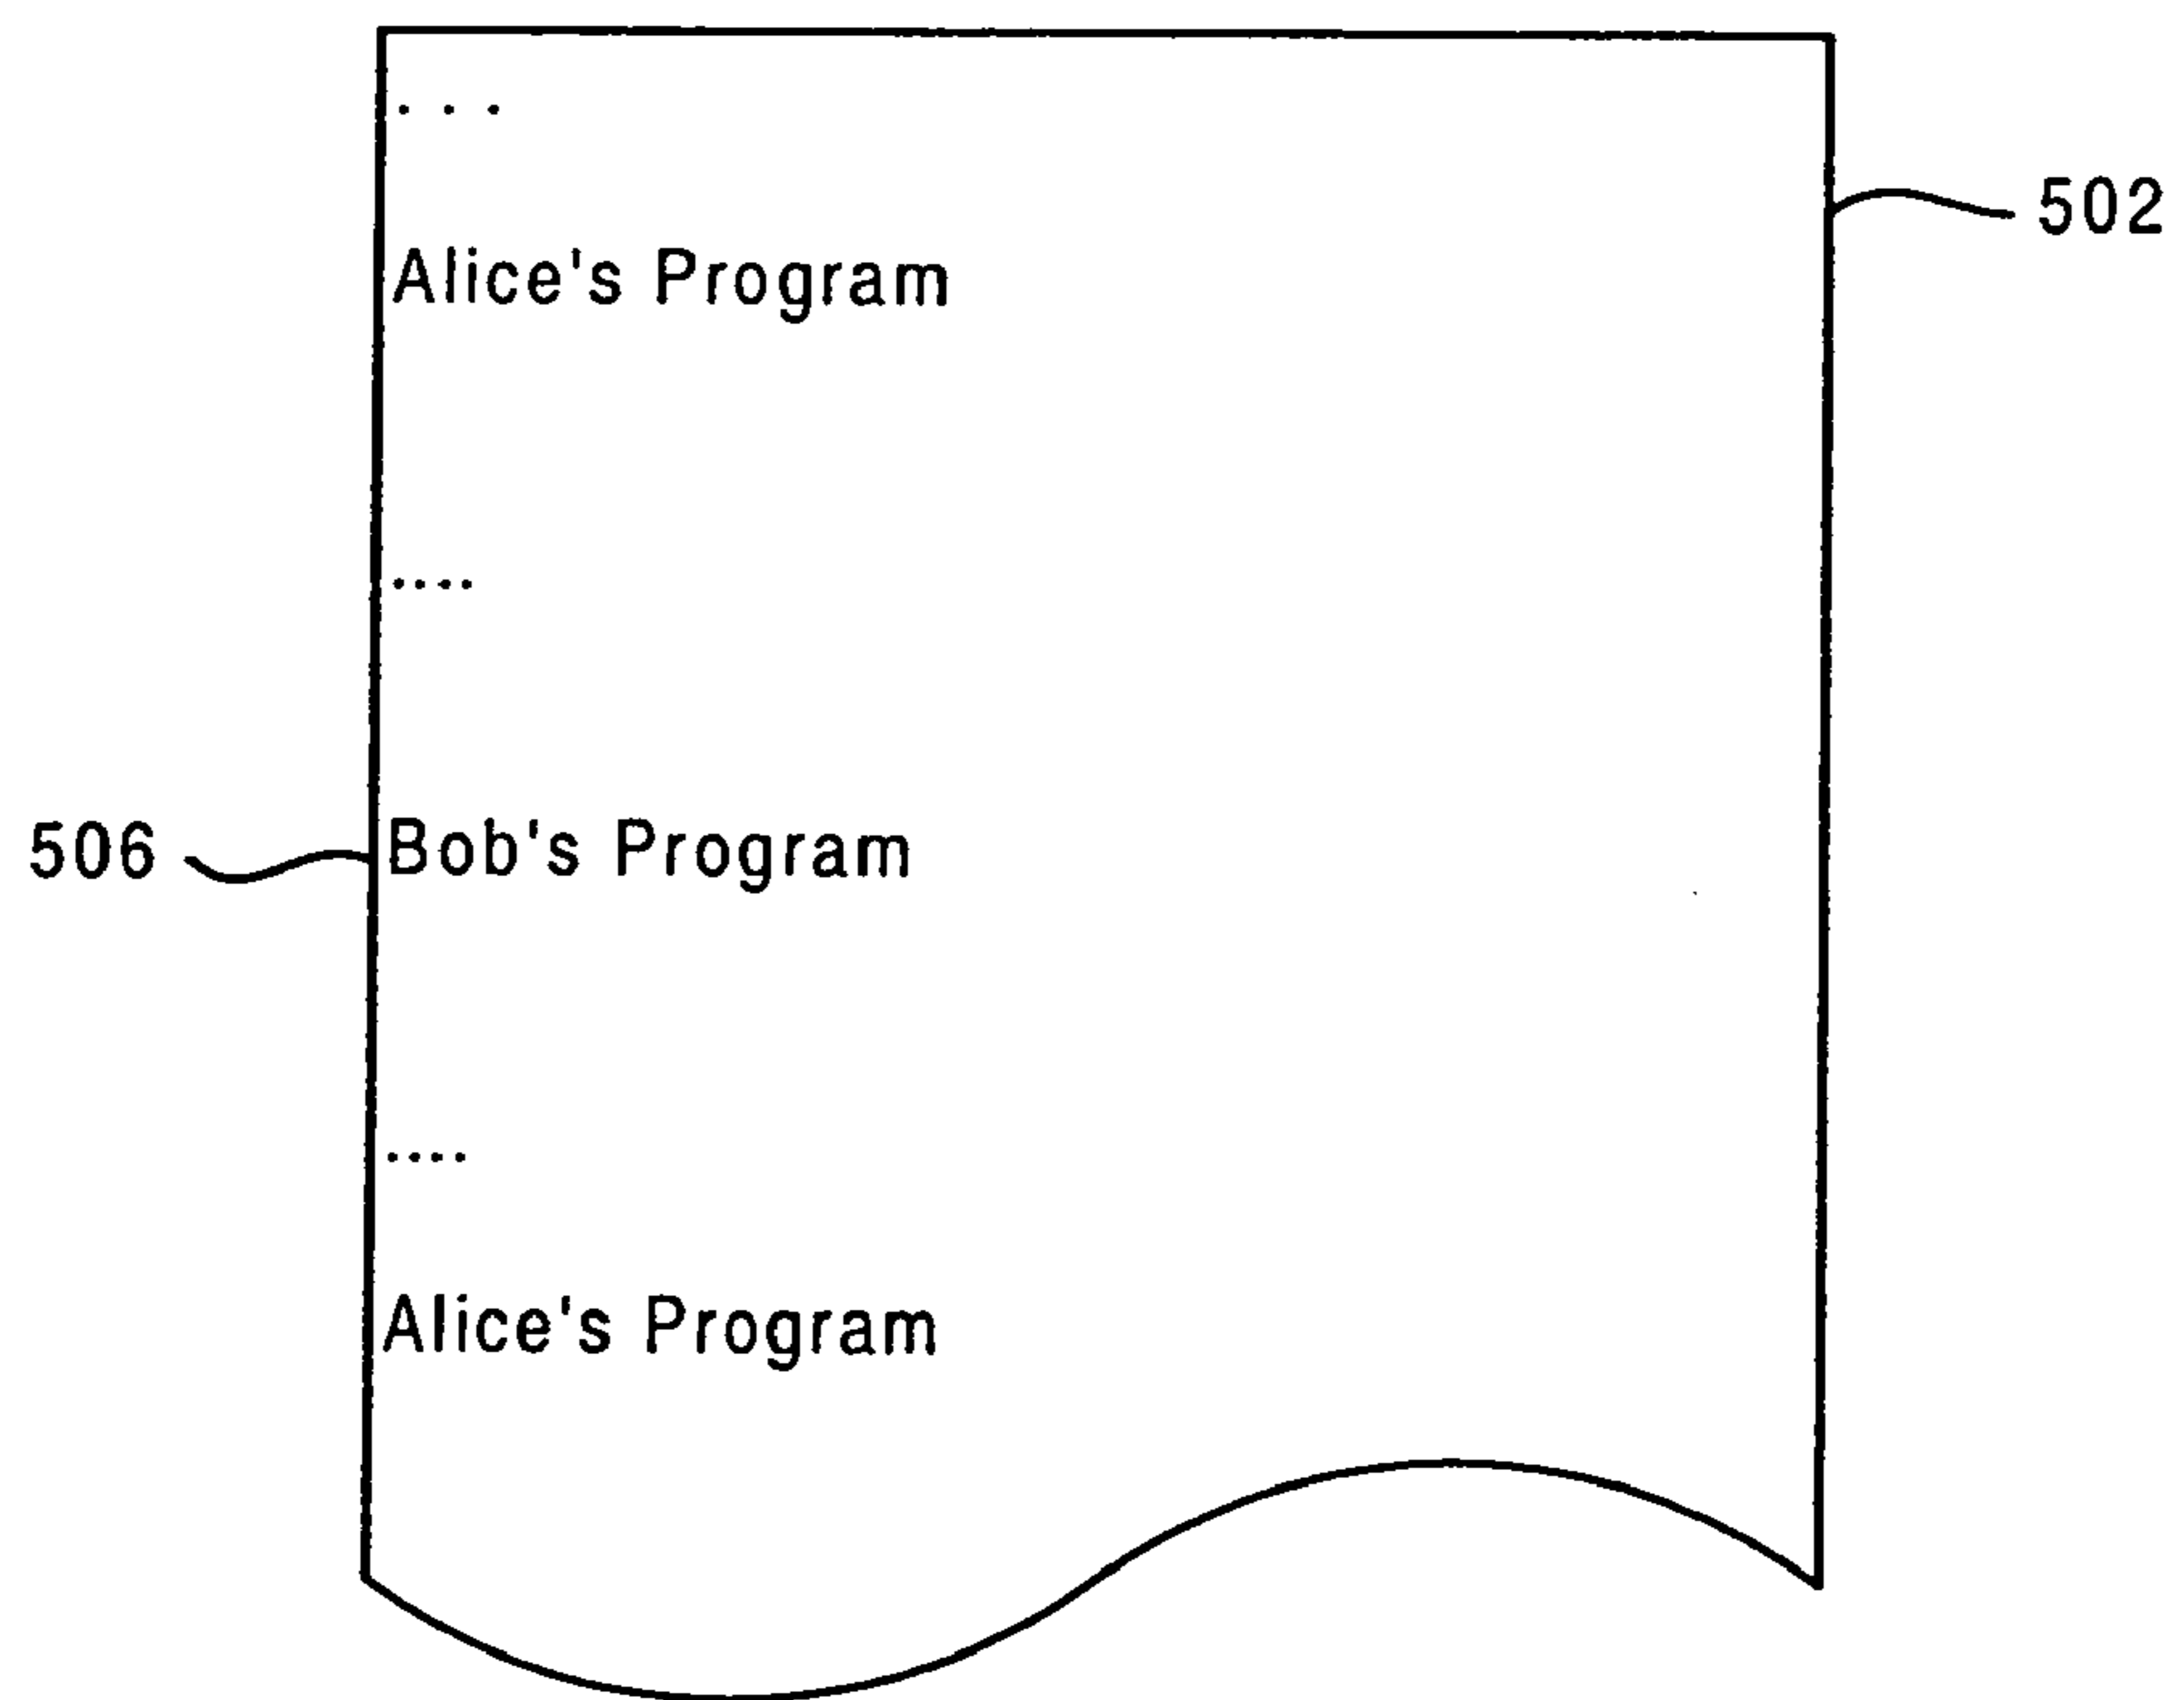 . . .
502
Alice's Program
....
506
Bob's Program
....
Alice's Program